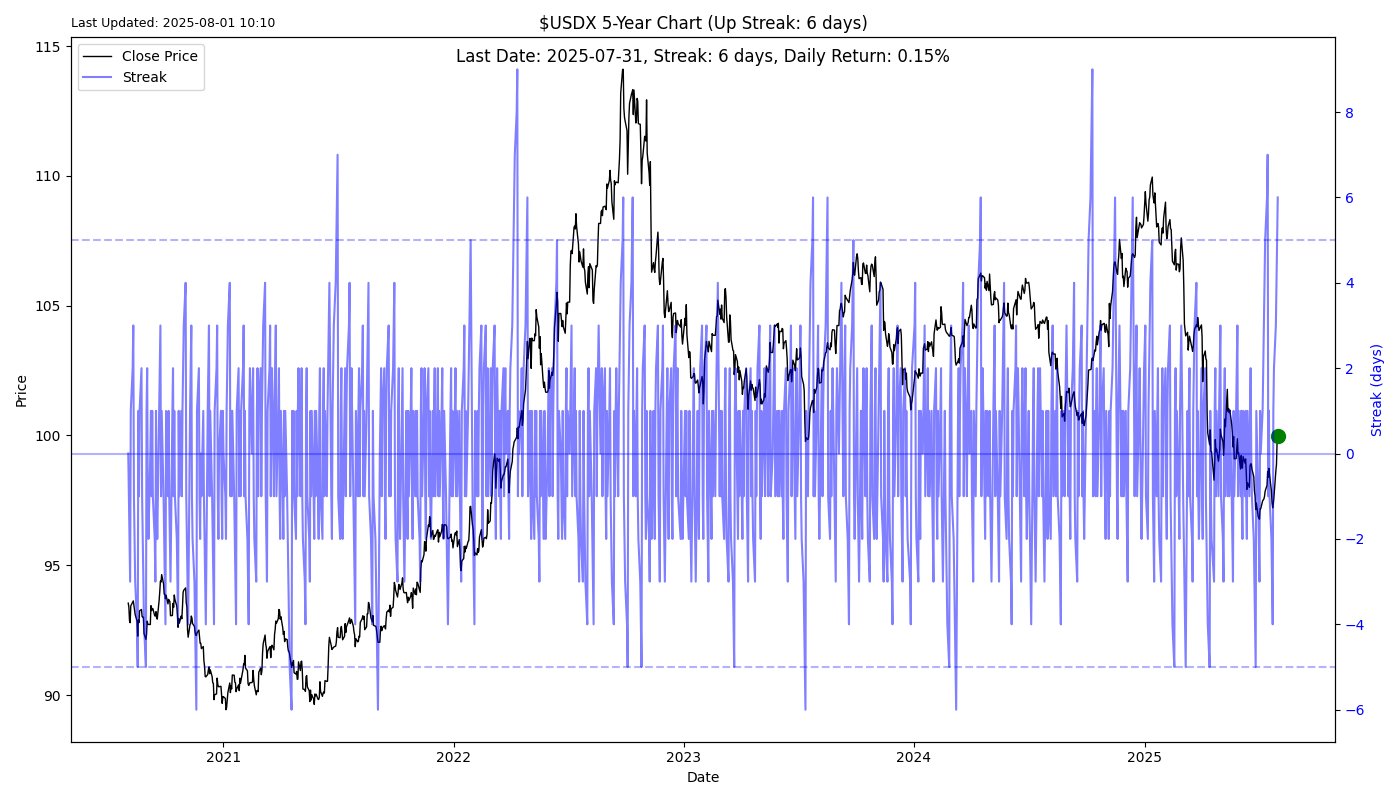 Last Updated: 2025-08-01 10:10
$USDX 5-Year Chart (Up Streak: 6 days)
Last Date: 2025-07-31, Streak: 6 days, Daily Return: 0.15%
Close Price
Streak
115
110
105
100
95
90
Price
8
6
4
2
0
−2
−4
−6
Streak (days)
2021
2022
2023
2024
2025
Date